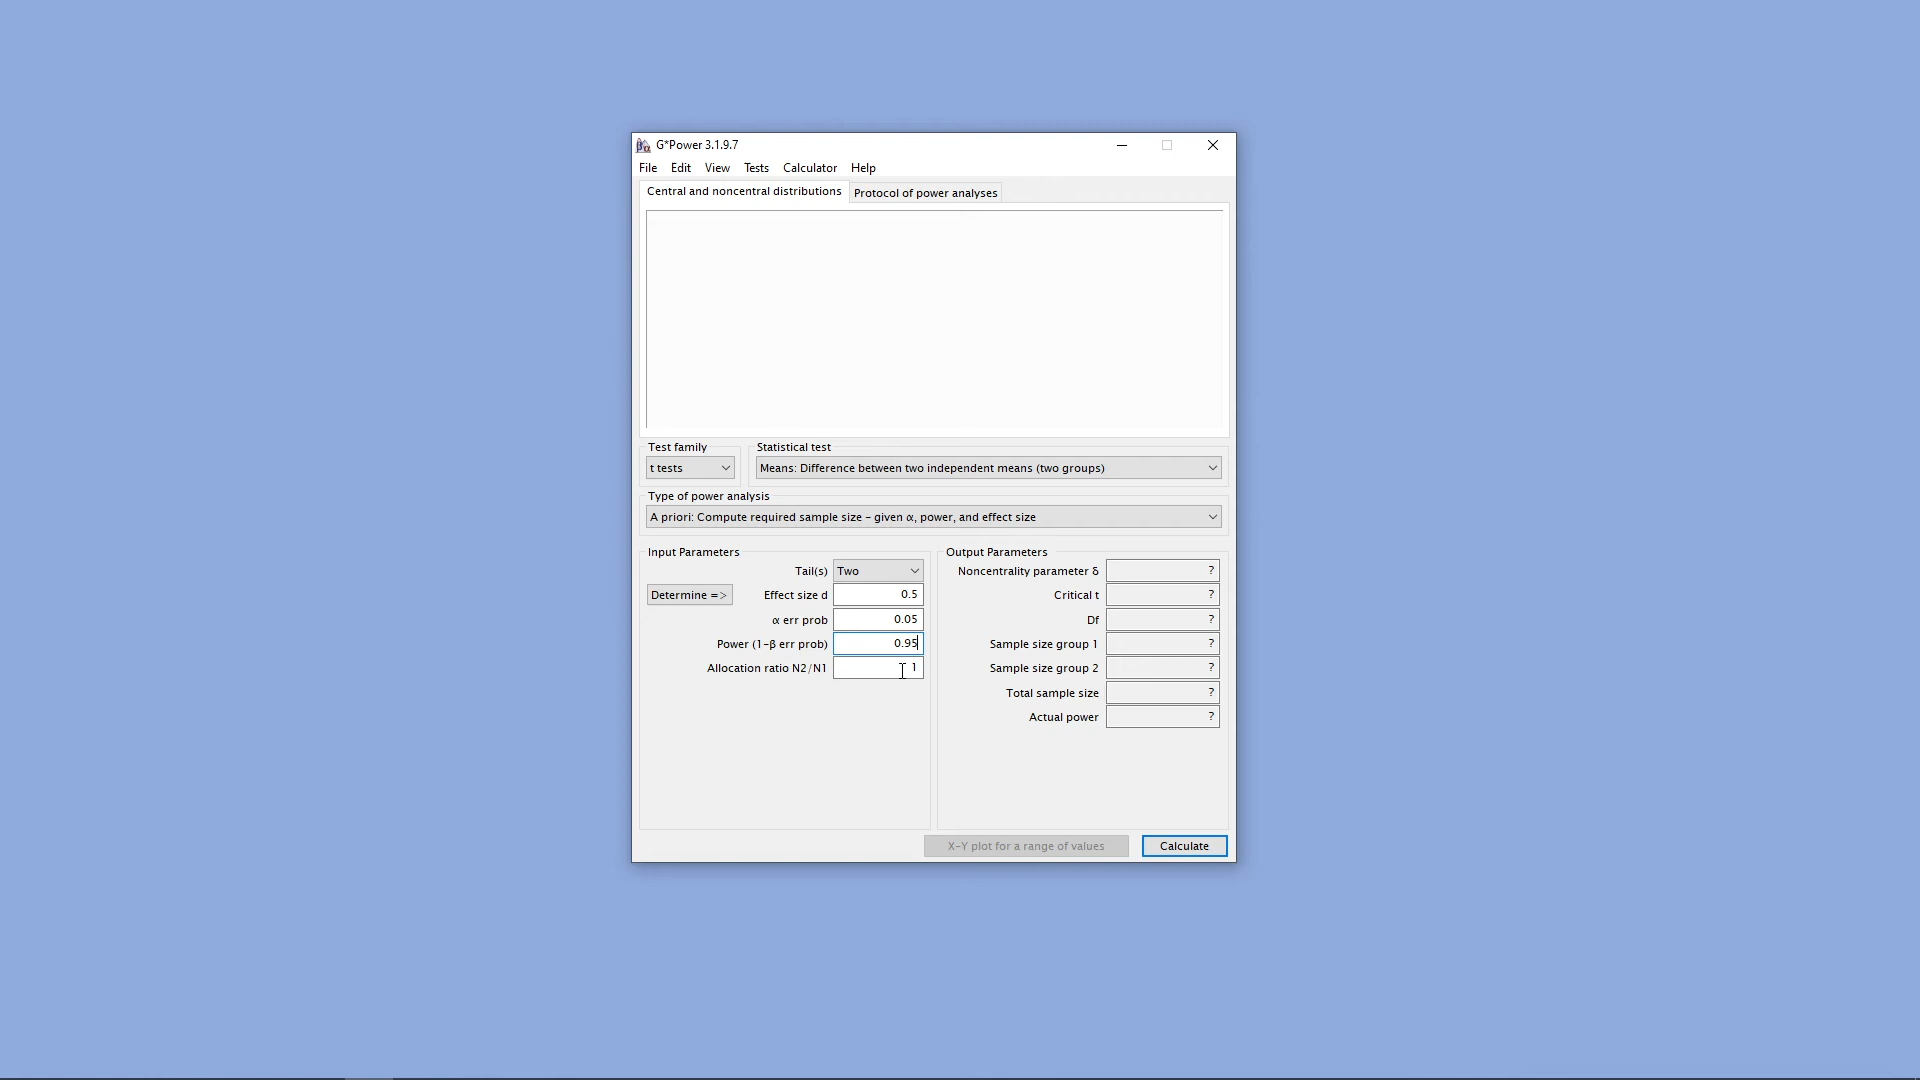 G*Power 3.1.9.7
File Edit View Tests Calculator Help
Central and noncentral distributions Protocol of power analyses
Test family Statistical test
t tests Means: Difference between two independent means (two groups)
Type of power analysis
A priori: Compute required sample size - given α, power, and effect size
Input Parameters
Tail(s) Two
Determine => Effect size d 0.5
α err prob 0.05
Power (1-β err prob) 0.95
Allocation ratio N2/N1 1
Output Parameters
Noncentrality parameter δ ?
Critical t ?
Df ?
Sample size group 1 ?
Sample size group 2 ?
Total sample size ?
Actual power ?
X-Y plot for a range of values Calculate